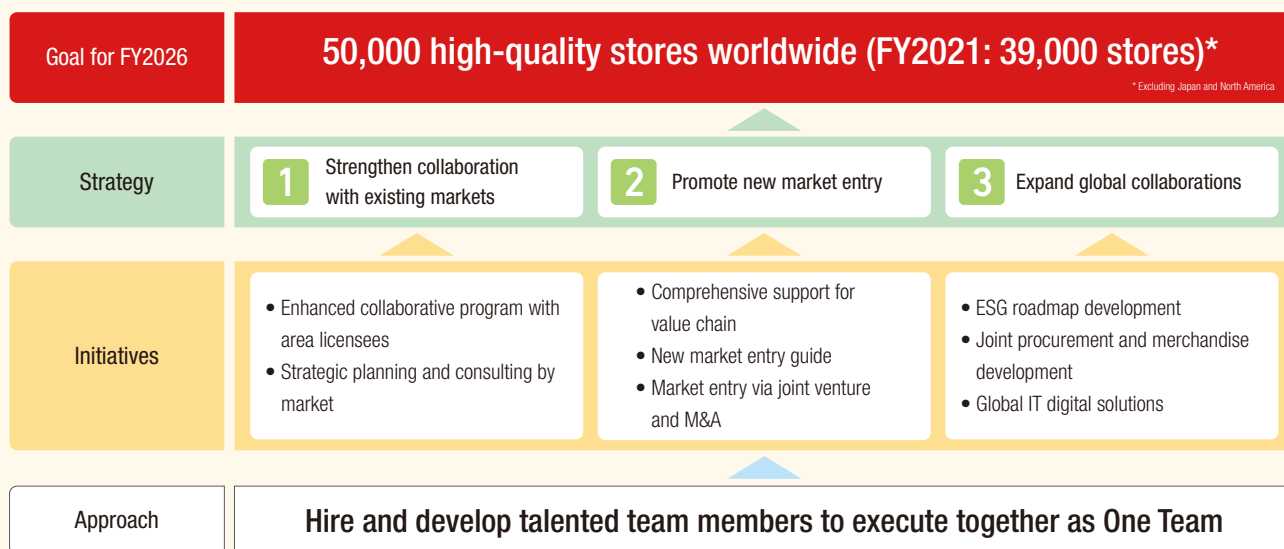 Goal for FY2026
50,000 high-quality stores worldwide (FY2021: 39,000 stores)*
* Excluding Japan and North America
Strategy
1
Strengthen collaboration
with existing markets
2
Promote new market entry
3
Expand global collaborations
Initiatives
• Enhanced collaborative program with
area licensees
• Strategic planning and consulting by
market
• Comprehensive support for
value chain
• New market entry guide
• Market entry via joint venture
and M&A
• ESG roadmap development
• Joint procurement and merchandise
development
• Global IT digital solutions
Approach
Hire and develop talented team members to execute together as One Team